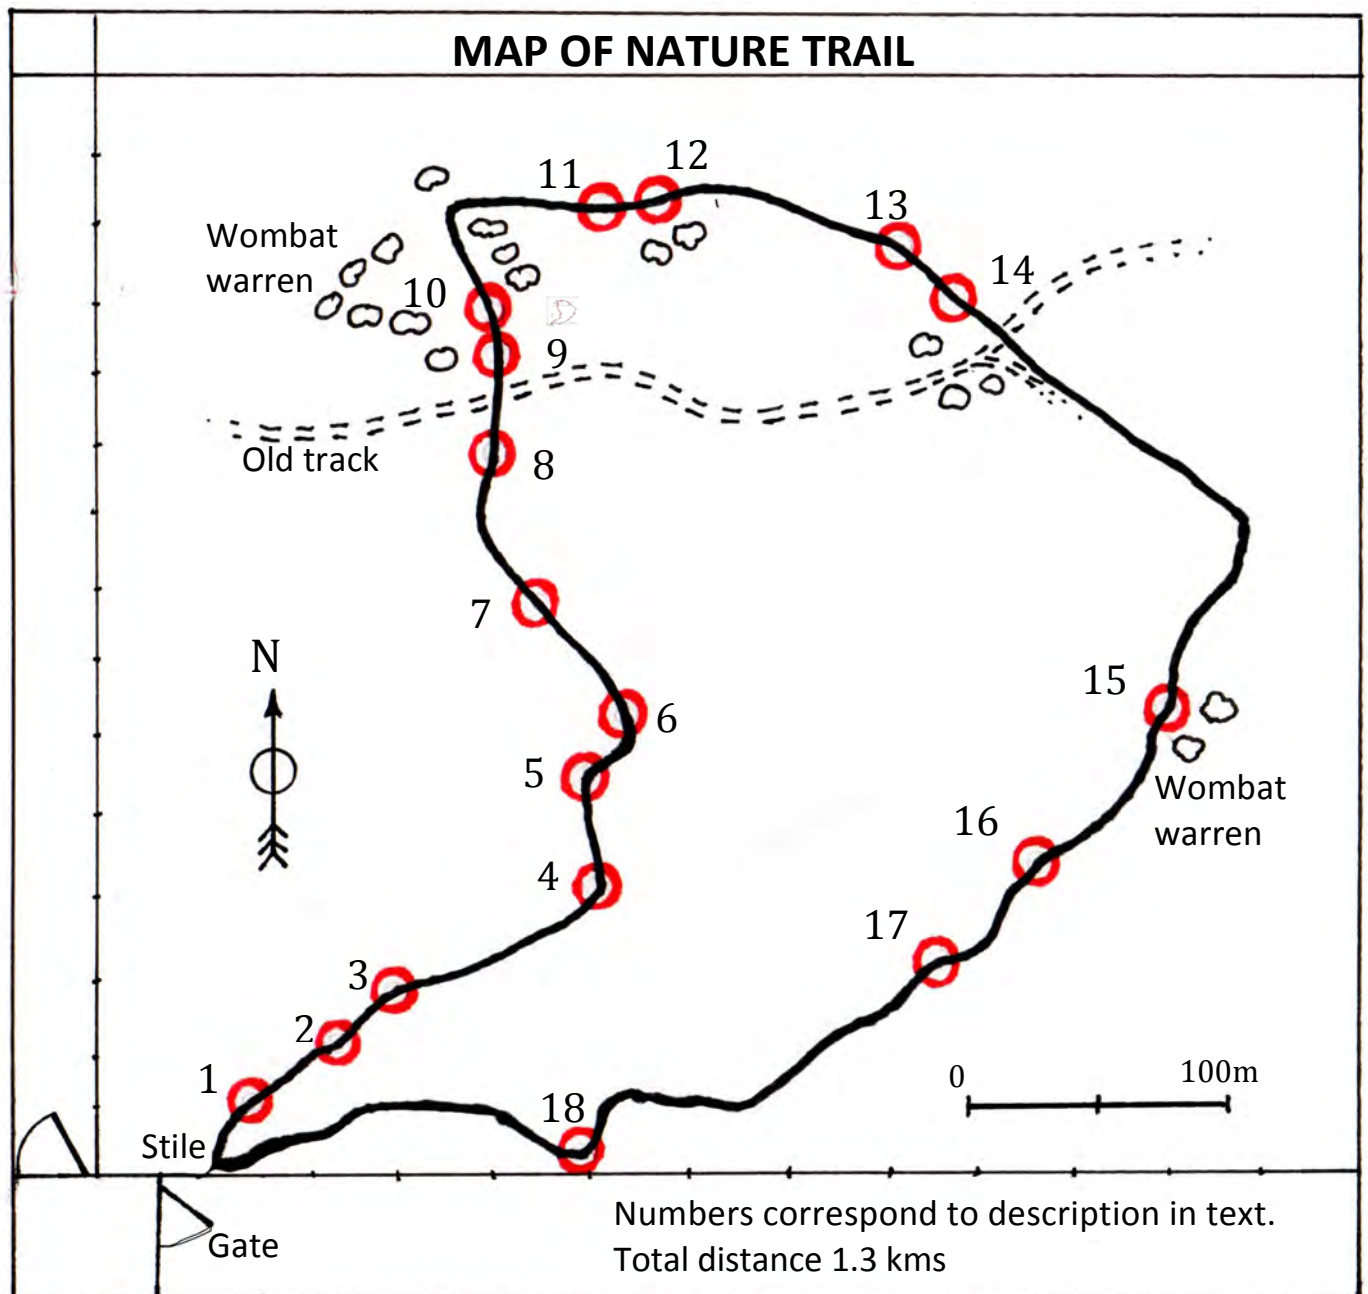 MAP OF NATURE TRAIL
12
11
13
Wombat
warren
14
10
9
Old track
8
7
N
15
6
5
Wombat
warren
16
4
17
3
2
0
100m
1
18
Stile
Numbers correspond to description in text.
Gate
Total distance 1.3 kms